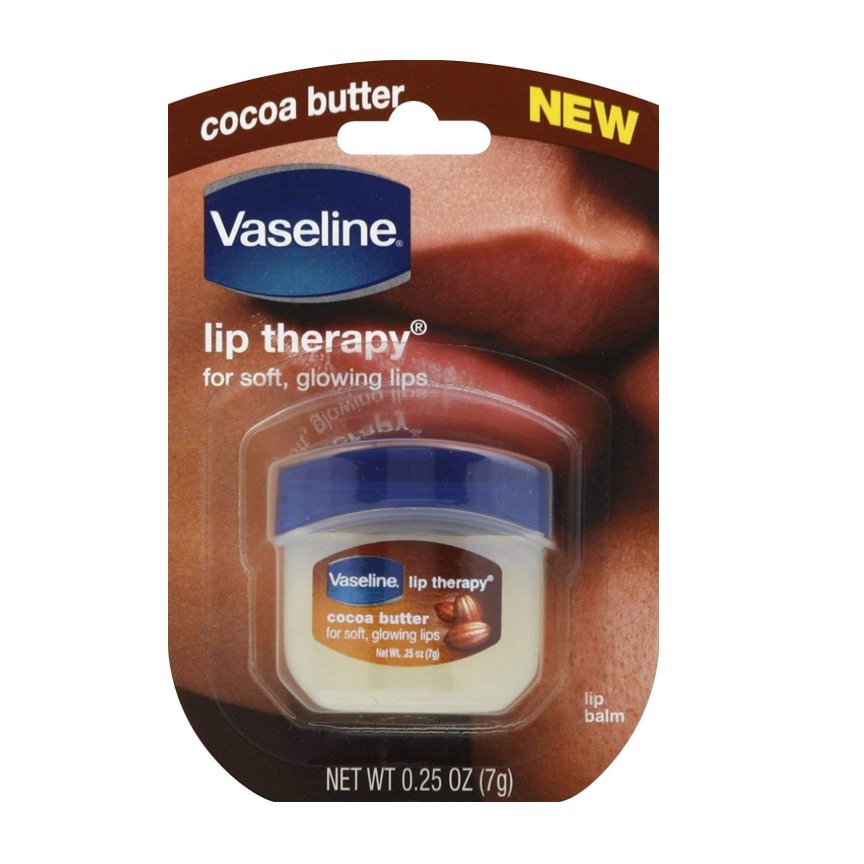 cocoa butter
NEW
Vaseline®
lip therapy®
for soft, glowing lips
Vaseline. lip therapy®
cocoa butter
for soft, glowing lips
Net Wt. .25 oz (7g)
lip
balm
NET WT 0.25 OZ (7g)